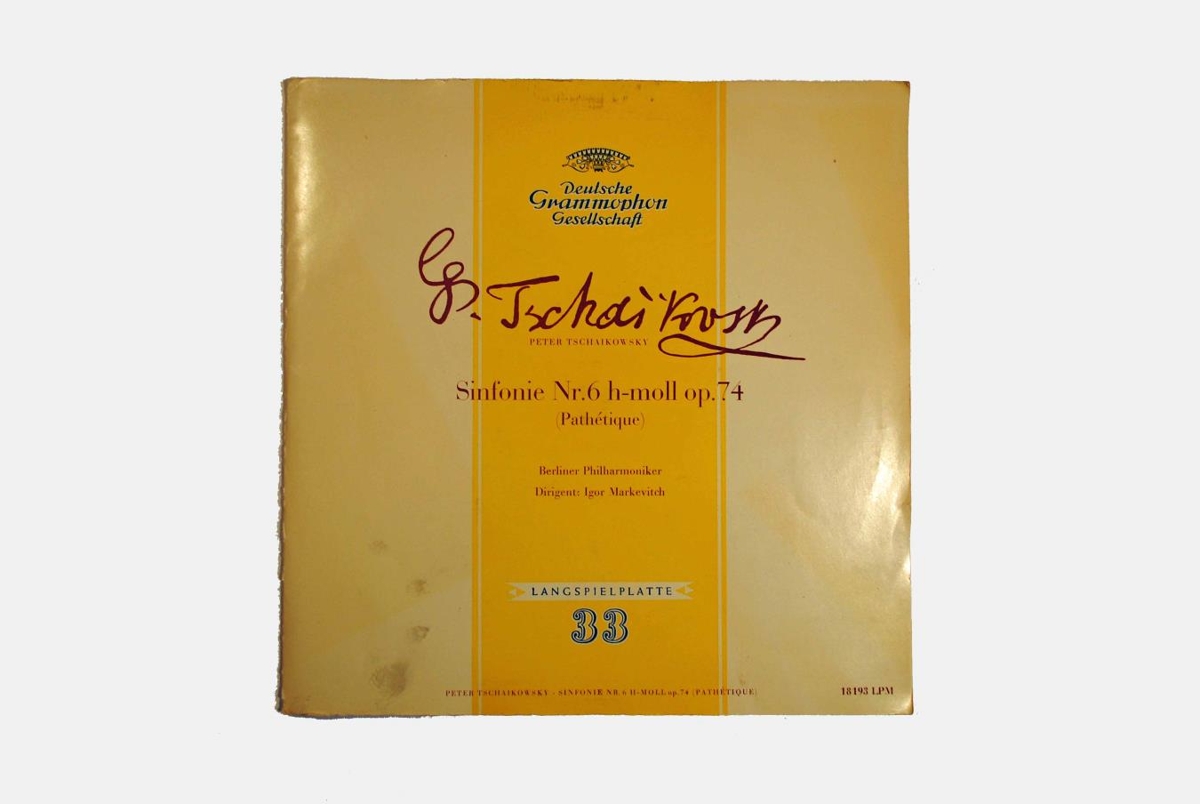 Deutsche
Grammophon
Gesellschaft
P. Tschaikovsky
PETER TSCHAIKOWSKY
Sinfonie Nr.6 h-moll op.74
(Pathétique)
Berliner Philharmoniker
Dirigent: Igor Markevitch
LANGSPIELPLATTE
33
PETER TSCHAIKOWSKY - SINFONIE NR. 6 H-MOLL op. 74 (PATHÉTIQUE)
18193 LPM